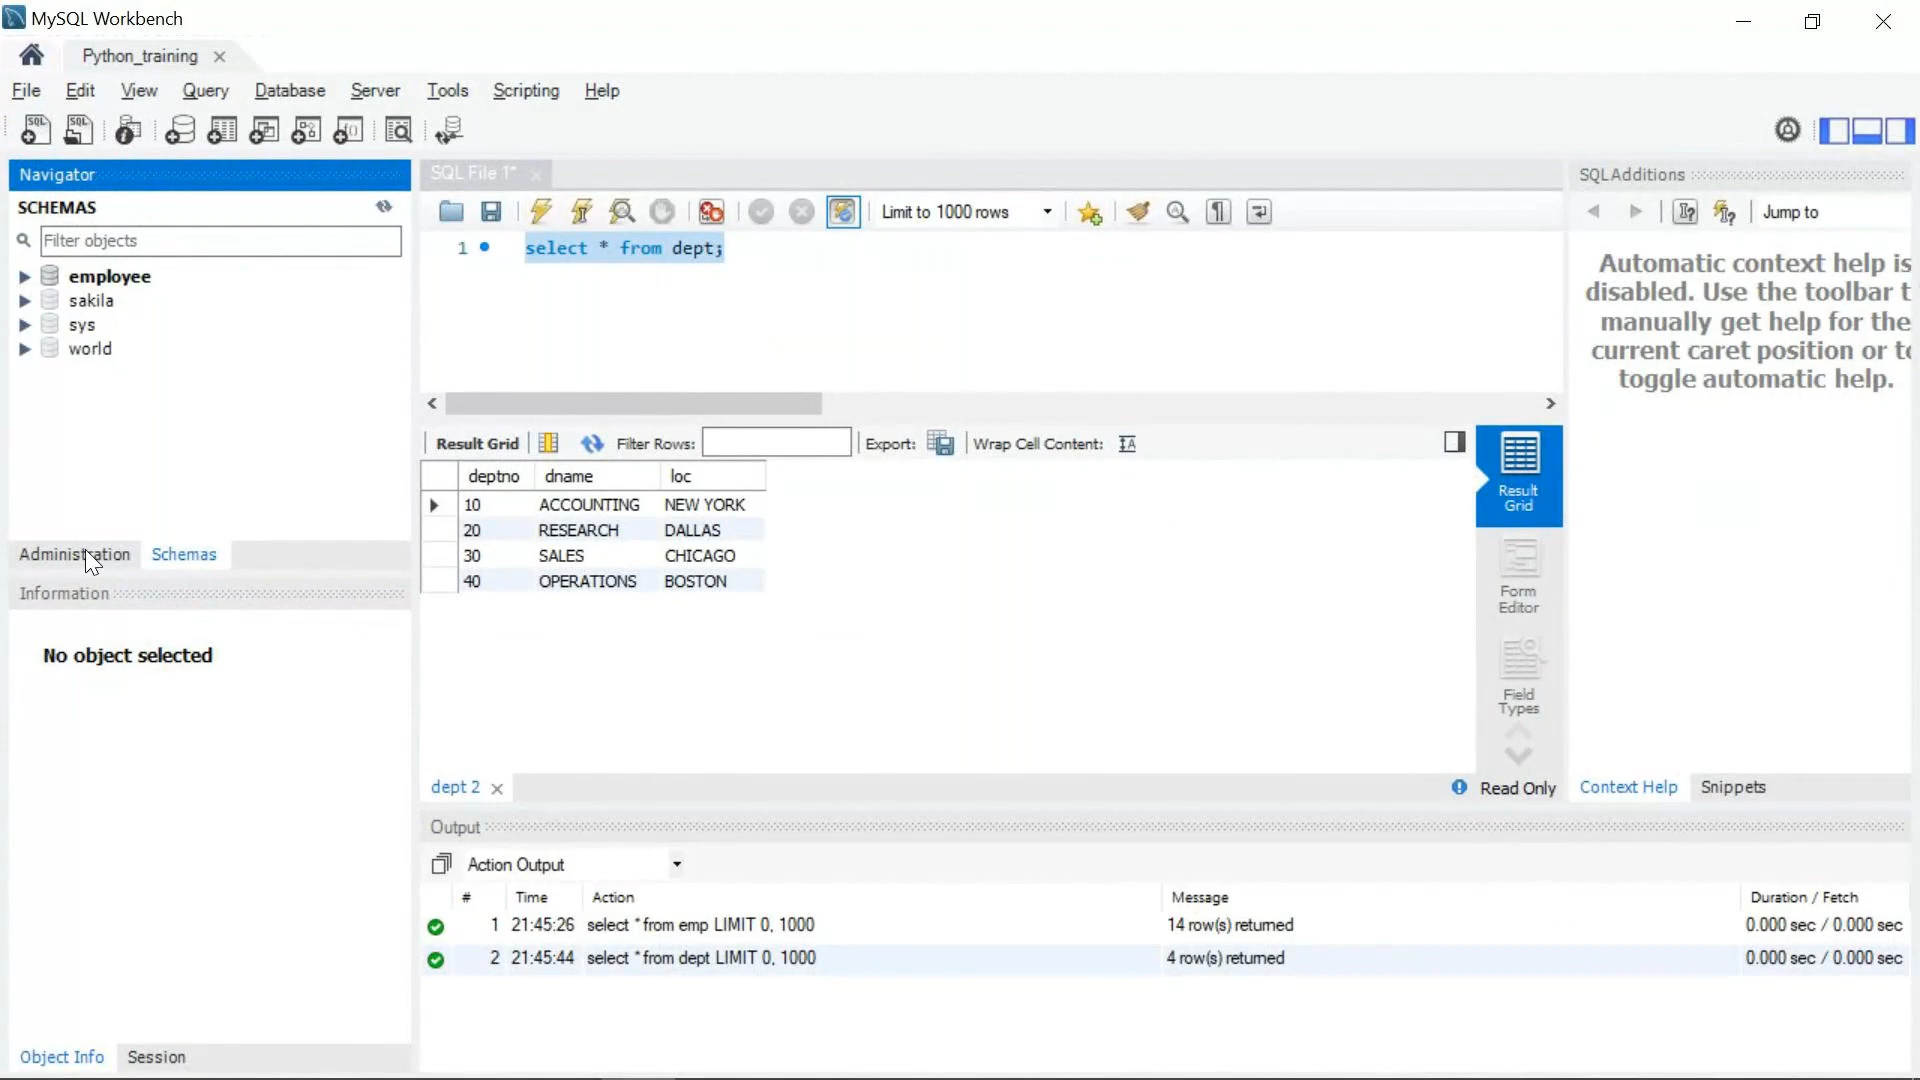 MySQL Workbench
Python_training
File Edit View Query Database Server Tools Scripting Help
SQL SQL
Navigator
SCHEMAS
Filter objects
employee
sakila
sys
world
Administration Schemas
Information
No object selected
Object Info Session
SQL File 1*
Limit to 1000 rows
1 select * from dept;
Result Grid Filter Rows: Export: Wrap Cell Content:
deptno dname loc
10 ACCOUNTING NEW YORK
20 RESEARCH DALLAS
30 SALES CHICAGO
40 OPERATIONS BOSTON
Result
Grid
Form
Editor
Field
Types
dept 2 Read Only
SQLAdditions
Jump to
Automatic context help is
disabled. Use the toolbar t
manually get help for the
current caret position or to
toggle automatic help.
Context Help Snippets
Output
Action Output
# Time Action Message Duration / Fetch
1 21:45:26 select * from emp LIMIT 0, 1000 14 row(s) returned 0.000 sec / 0.000 sec
2 21:45:44 select * from dept LIMIT 0, 1000 4 row(s) returned 0.000 sec / 0.000 sec